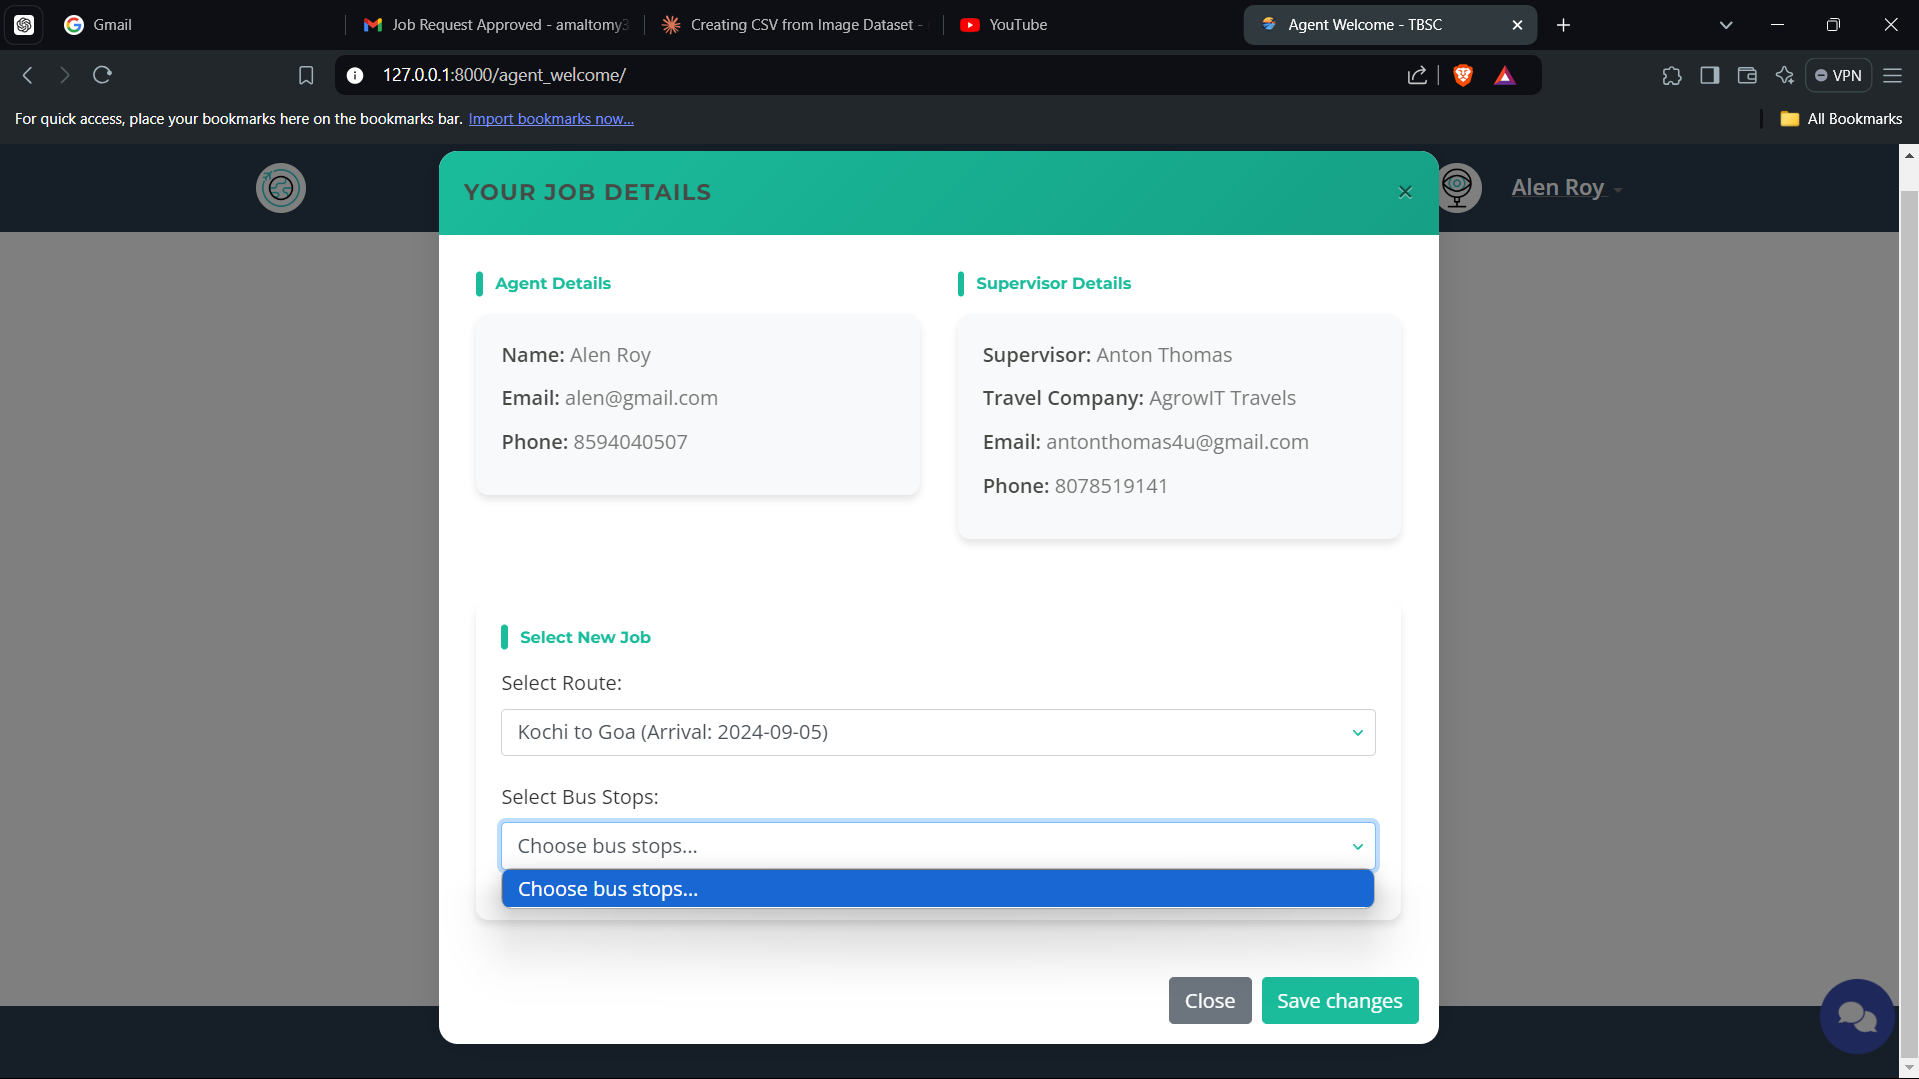 Gmail
Job Request Approved - amaltomy3
Creating CSV from Image Dataset -
YouTube
Agent Welcome - TBSC
127.0.0.1:8000/agent_welcome/
VPN
For quick access, place your bookmarks here on the bookmarks bar. Import bookmarks now...
All Bookmarks
YOUR JOB DETAILS
Alen Roy
Agent Details
Name: Alen Roy
Email: alen@gmail.com
Phone: 8594040507
Supervisor Details
Supervisor: Anton Thomas
Travel Company: AgrowIT Travels
Email: antonthomas4u@gmail.com
Phone: 8078519141
Select New Job
Select Route:
Kochi to Goa (Arrival: 2024-09-05)
Select Bus Stops:
Choose bus stops...
Choose bus stops...
Close
Save changes